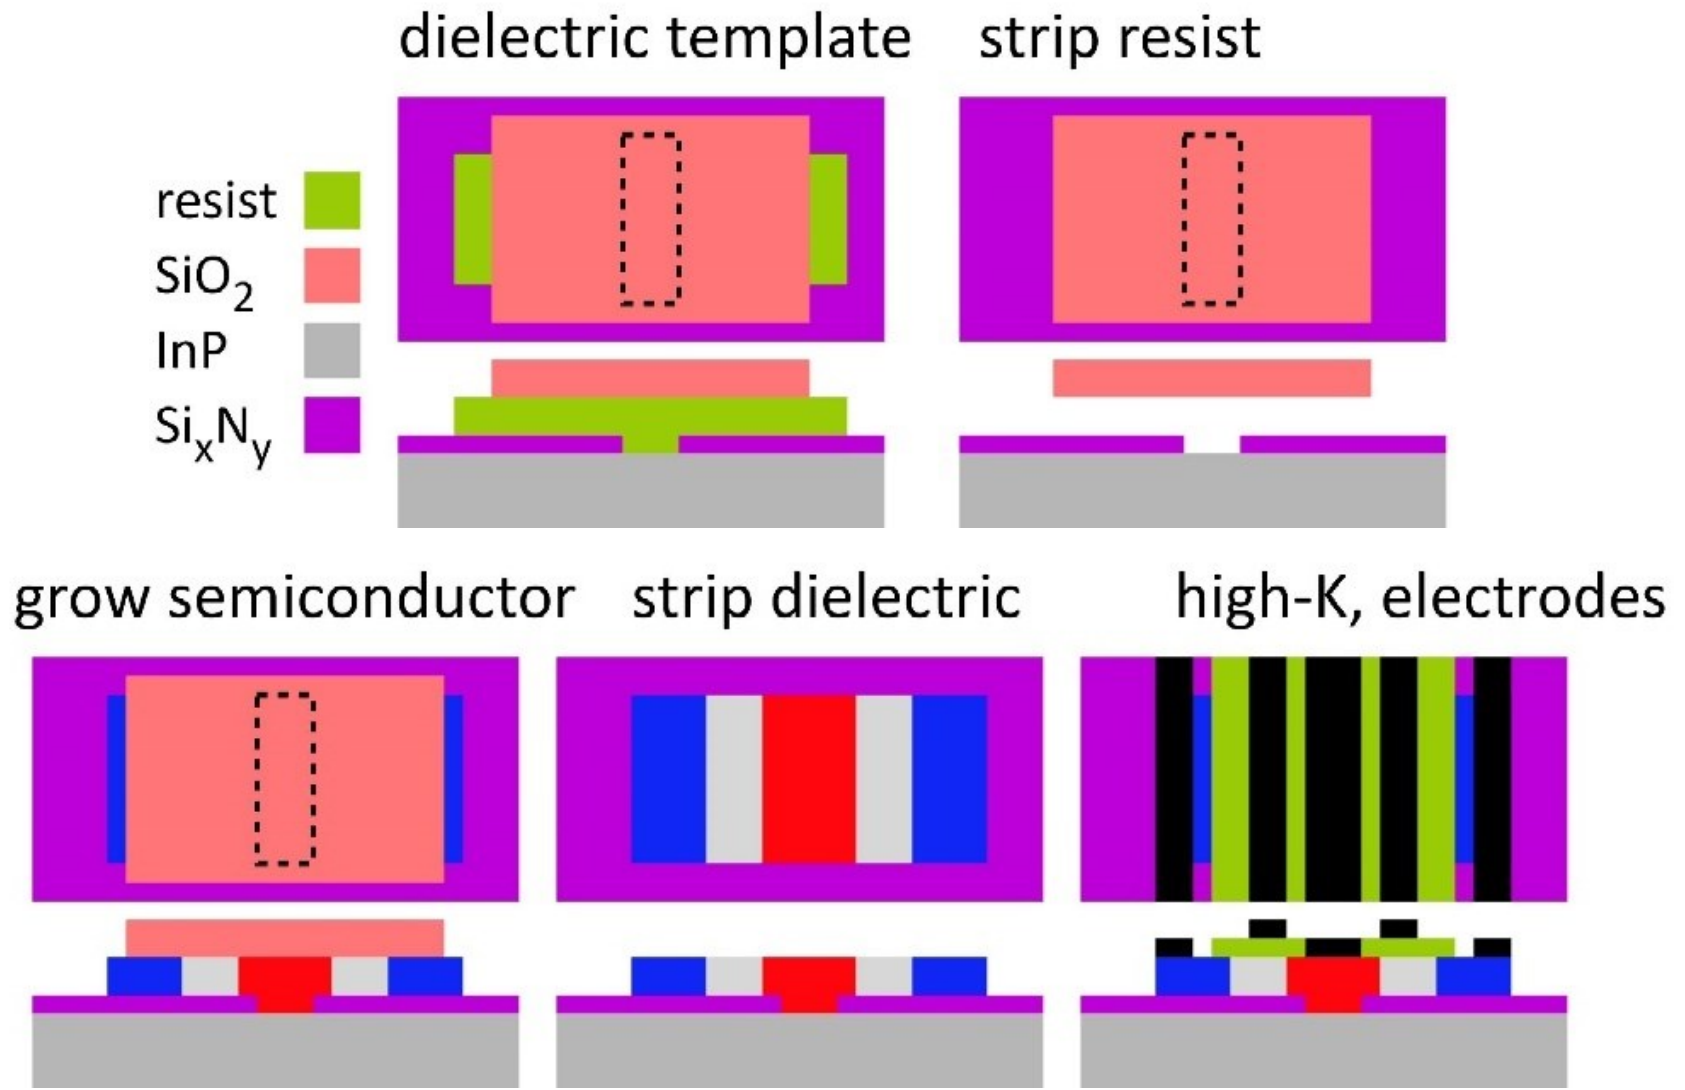 dielectric template
strip resist
resist
SiO2
InP
SixNy
grow semiconductor
strip dielectric
high-K, electrodes